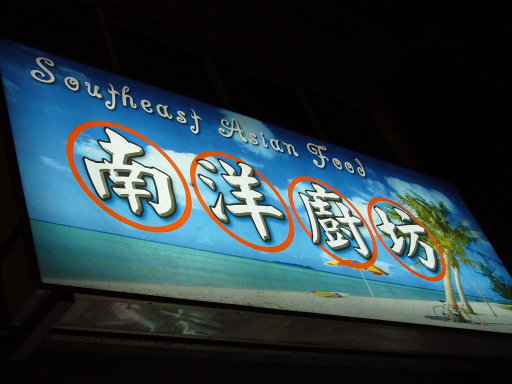 Southeast Asian Food
南洋廚坊